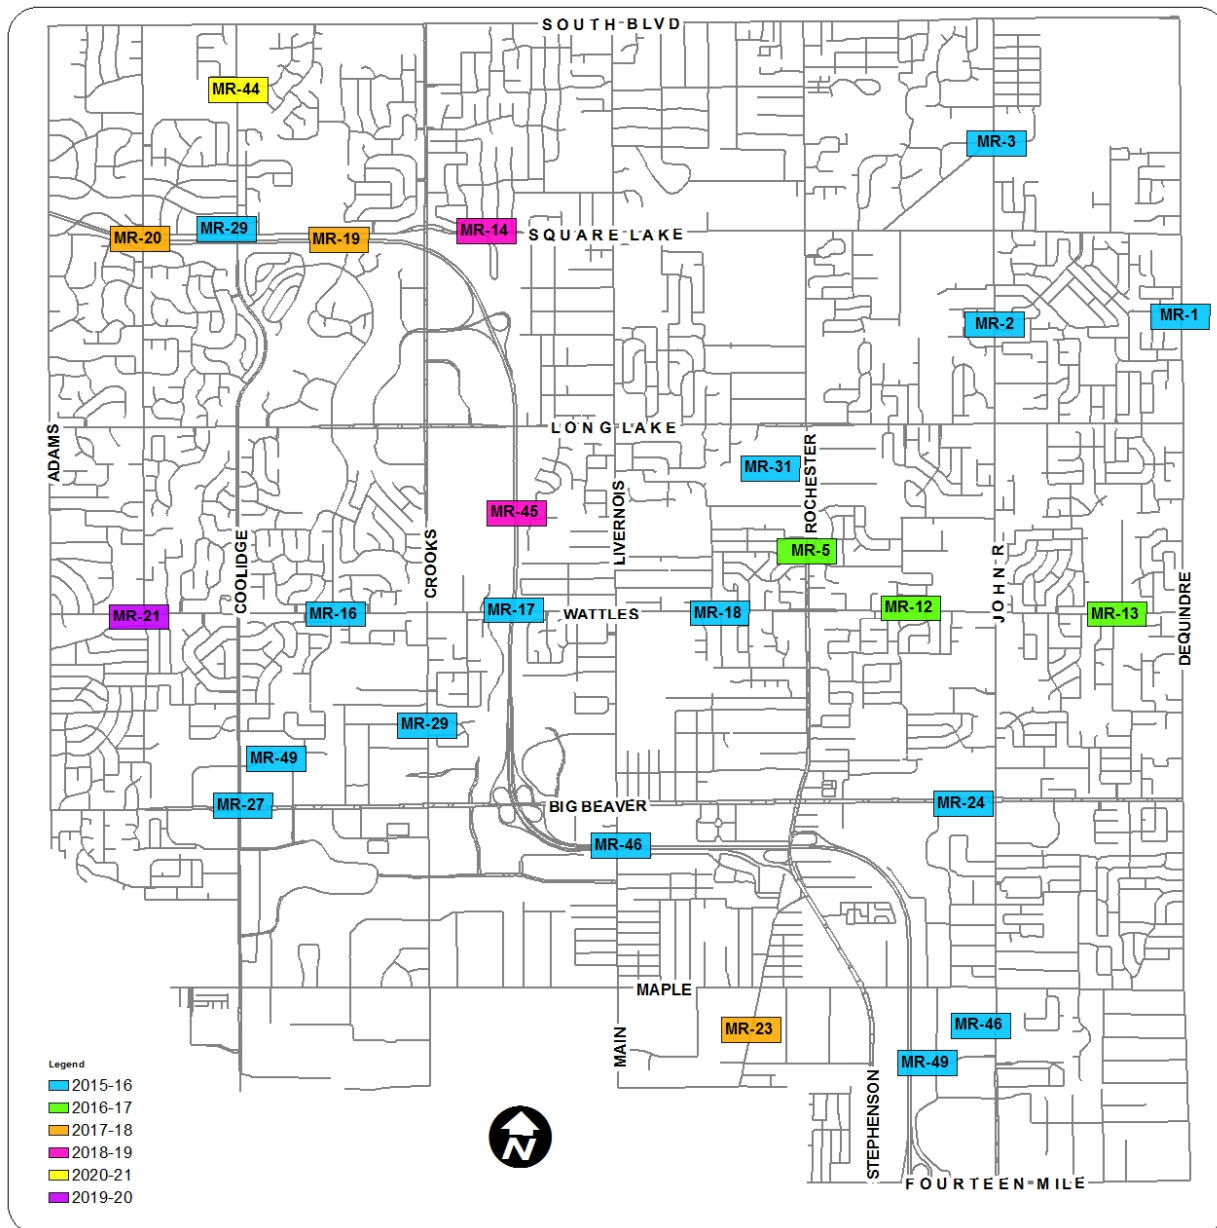 SOUTH BLVD
MR-44
MR-3
MR-20
MR-29
MR-19
MR-14
SQUARE LAKE
MR-2
MR-1
ADAMS
LONG LAKE
MR-31
ROCHESTER
MR-45
LIVERNOIS
COOLIDGE
CROOKS
MR-5
JOHN R
DEQUINDRE
MR-21
MR-16
MR-17
WATTLES
MR-18
MR-12
MR-13
MR-29
MR-49
MR-27
BIG BEAVER
MR-24
MR-46
MAPLE
MAIN
MR-23
MR-46
MR-49
STEPHENSON
Legend
2015-16
2016-17
2017-18
2018-19
2020-21
2019-20
N
FOURTEEN MILE